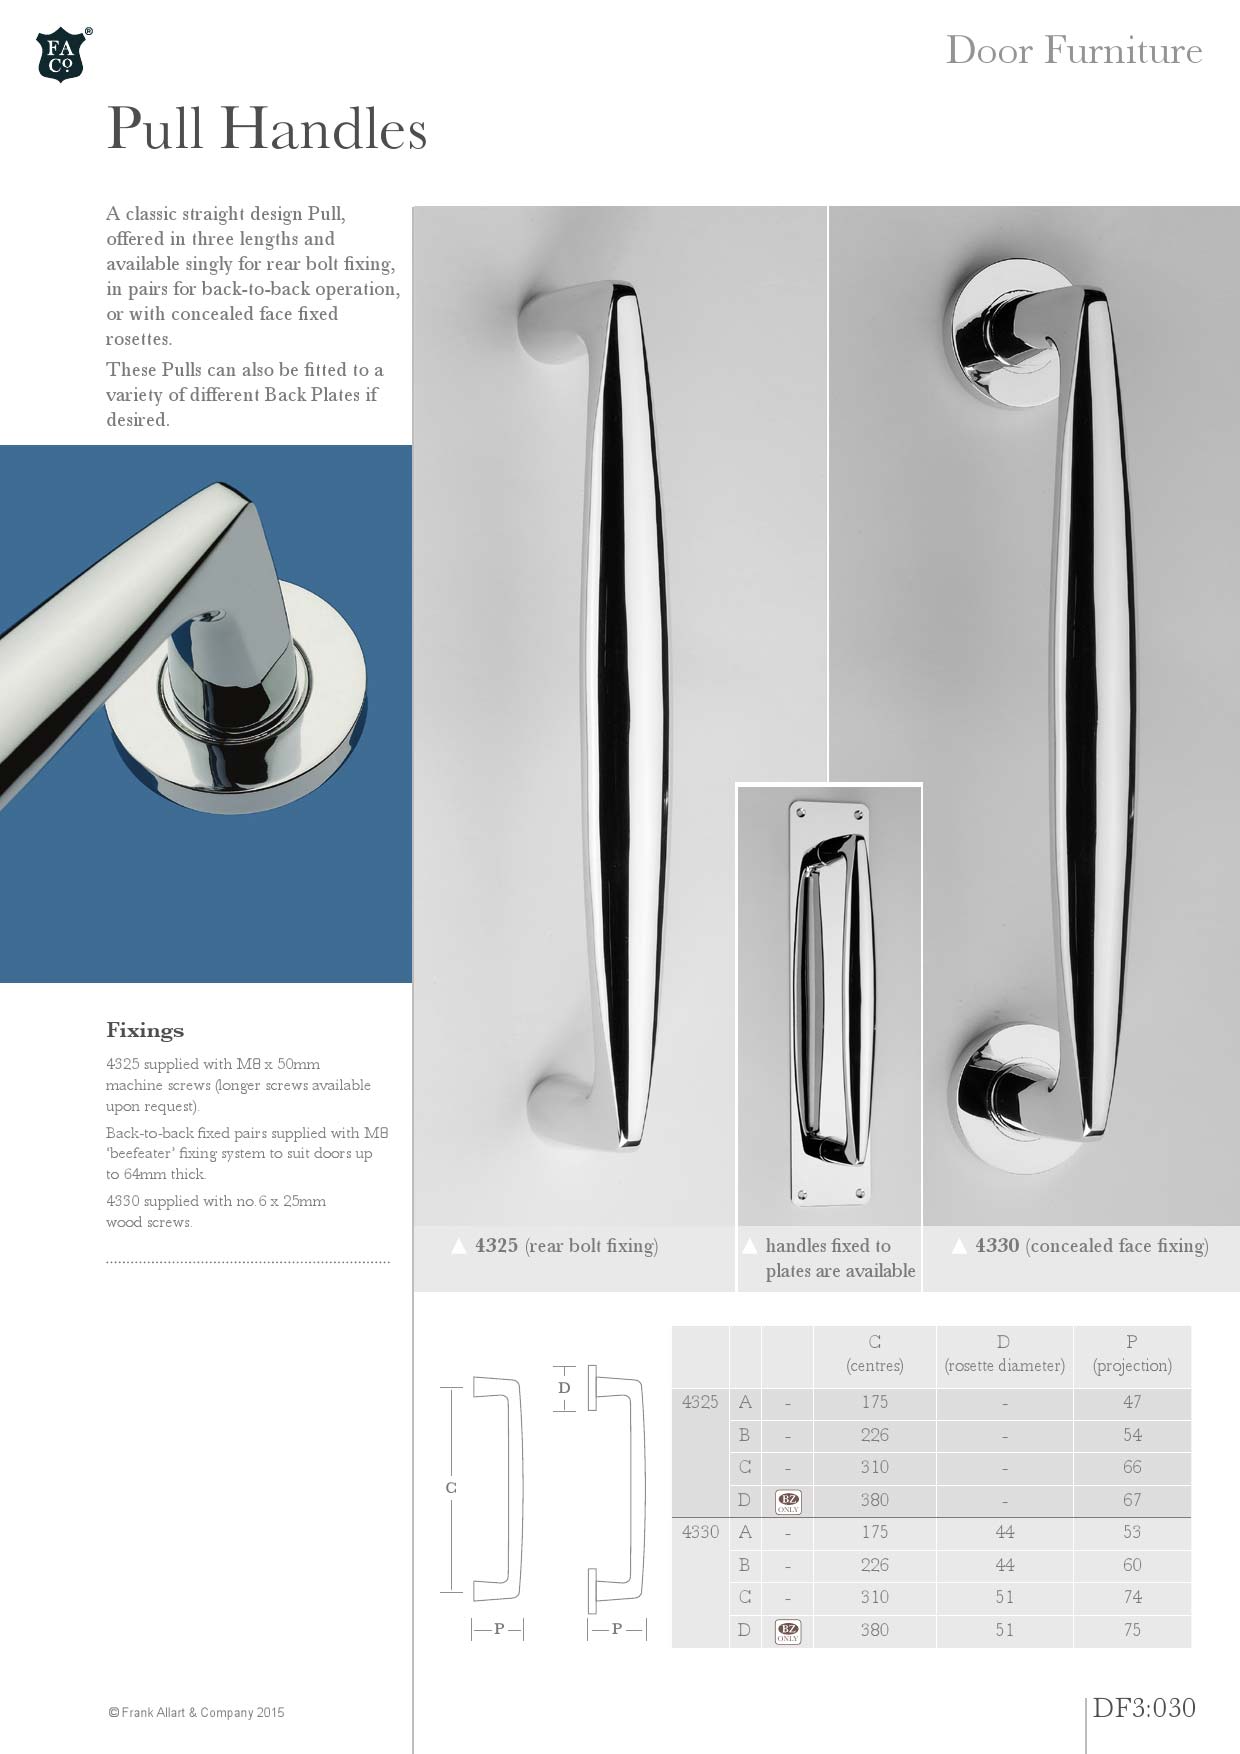 FA
Co.
®
Door Furniture
Pull Handles
A classic straight design Pull,
offered in three lengths and
available singly for rear bolt fixing,
in pairs for back-to-back operation,
or with concealed face fixed
rosettes.
These Pulls can also be fitted to a
variety of different Back Plates if
desired.
Fixings
4325 supplied with M8 x 50mm
machine screws (longer screws available
upon request).
Back-to-back fixed pairs supplied with M8
‘beefeater’ fixing system to suit doors up
to 64mm thick.
4330 supplied with no.6 x 25mm
wood screws.
▲ 4325 (rear bolt fixing)
▲ handles fixed to
plates are available
▲ 4330 (concealed face fixing)
C
P
D
P
C D P
(centres) (rosette diameter) (projection)
4325 A - 175 - 47
B - 226 - 54
C - 310 - 66
D BZ ONLY 380 - 67
4330 A - 175 44 53
B - 226 44 60
C - 310 51 74
D BZ ONLY 380 51 75
© Frank Allart & Company 2015
DF3:030